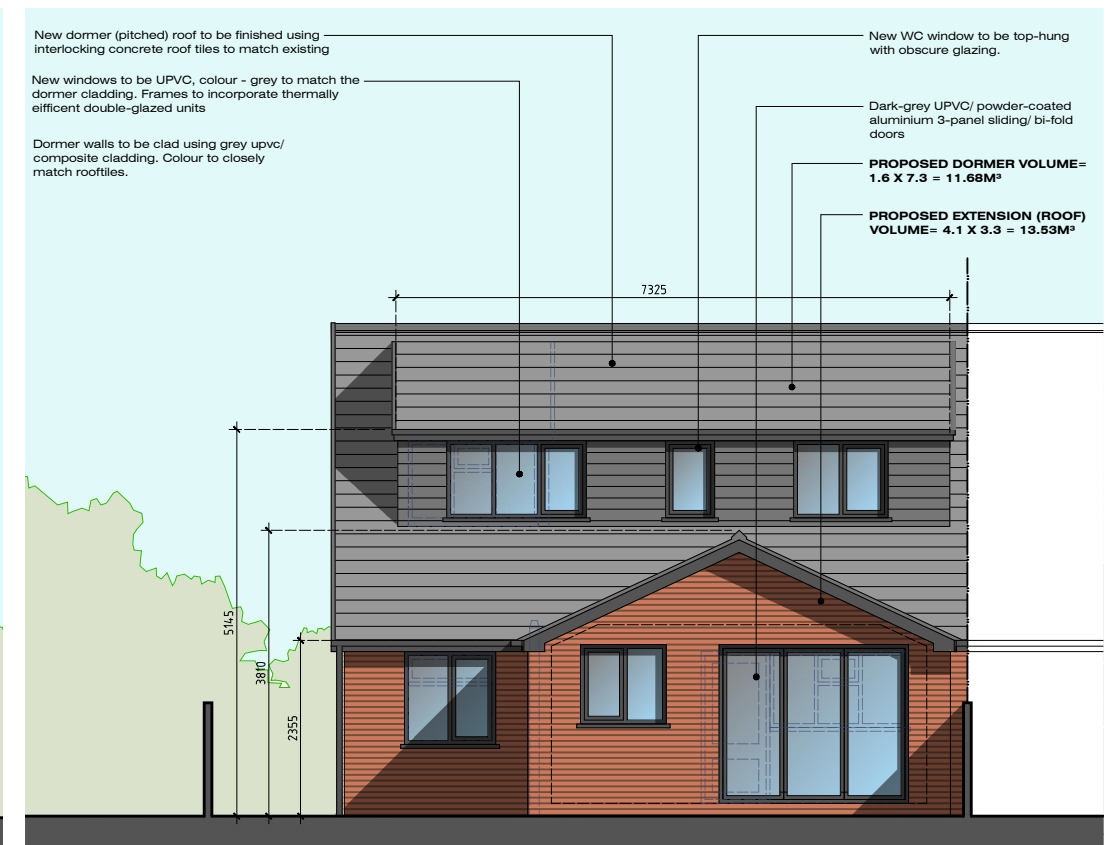 New dormer (pitched) roof to be finished using
interlocking concrete roof tiles to match existing
New windows to be UPVC, colour - grey to match the
dormer cladding. Frames to incorporate thermally
eifficent double-glazed units
Dormer walls to be clad using grey upvc/
composite cladding. Colour to closely
match rooftiles.
New WC window to be top-hung
with obscure glazing.
Dark-grey UPVC/ powder-coated
aluminium 3-panel sliding/ bi-fold
doors
PROPOSED DORMER VOLUME=
1.6 X 7.3 = 11.68M³
PROPOSED EXTENSION (ROOF)
VOLUME= 4.1 X 3.3 = 13.53M³
7325
5145
3810
2355